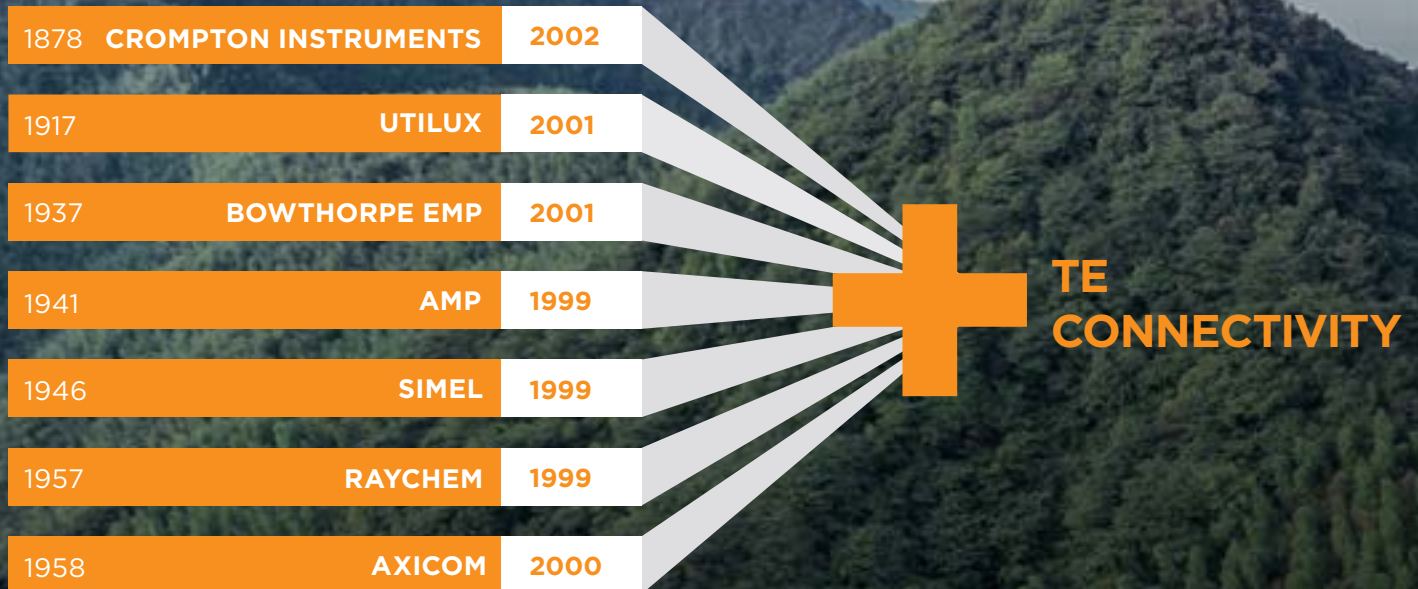 1878 CROMPTON INSTRUMENTS 2002
1917 UTILUX 2001
1937 BOWTHORPE EMP 2001
1941 AMP 1999
1946 SIMEL 1999
1957 RAYCHEM 1999
1958 AXICOM 2000
TE
CONNECTIVITY